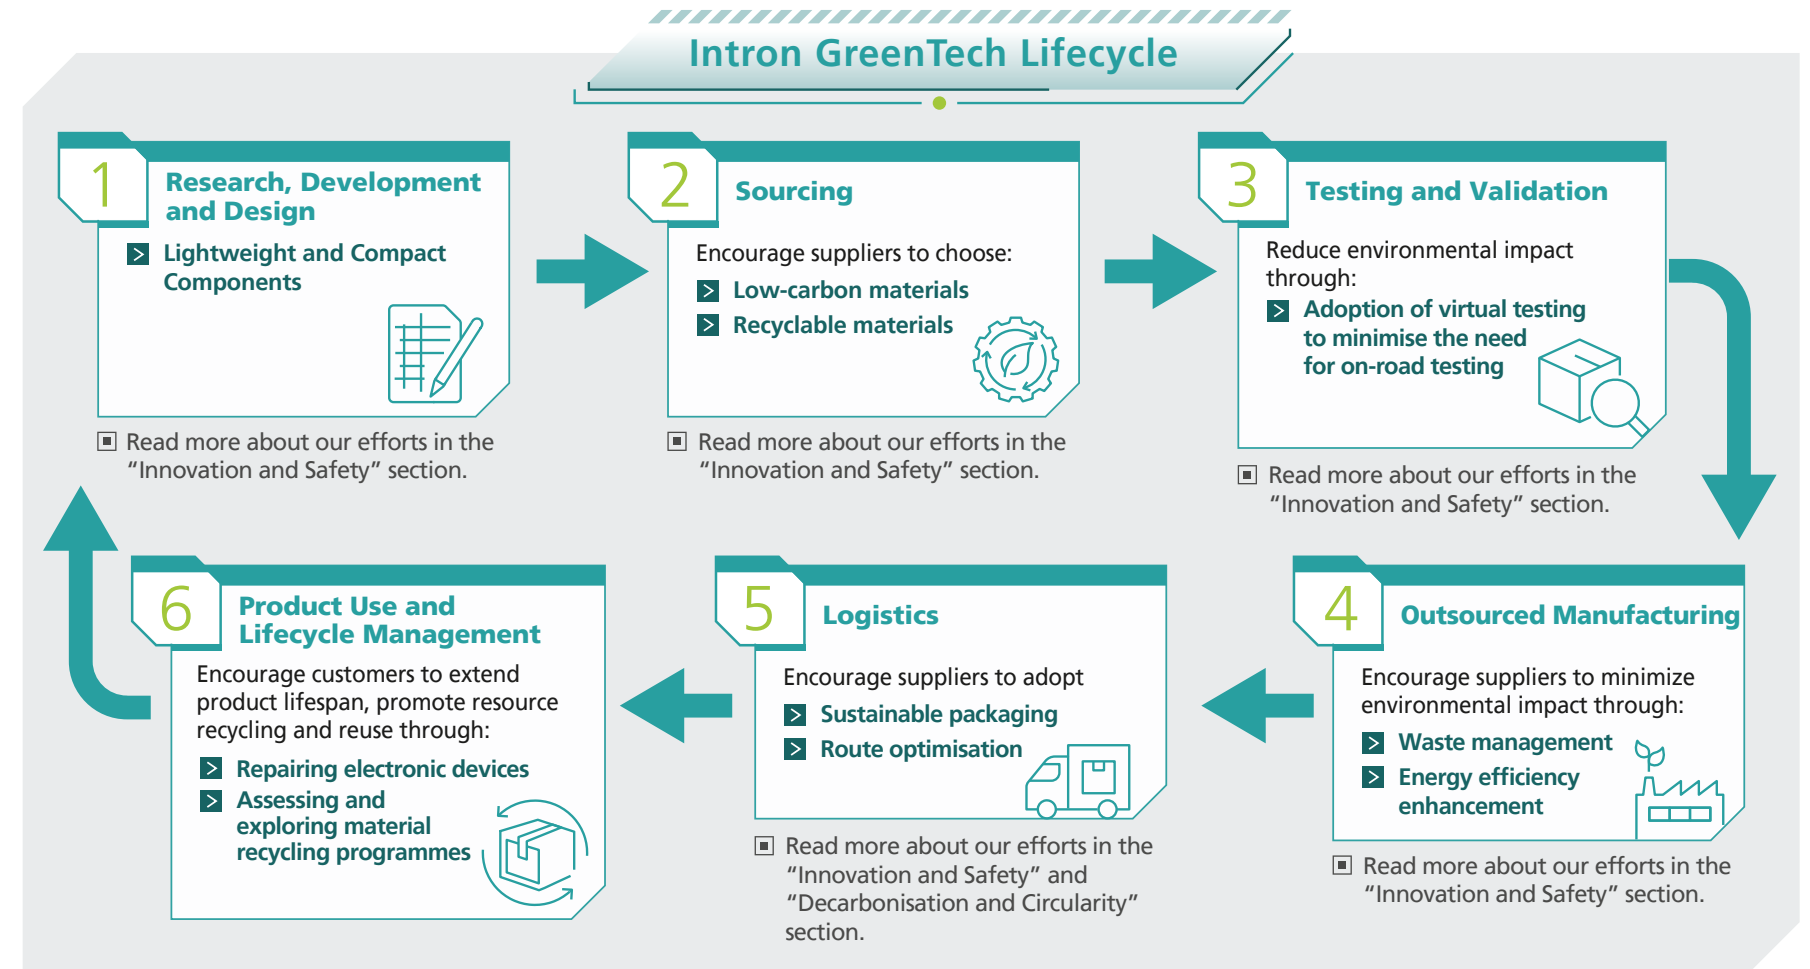 Intron GreenTech Lifecycle
1
Research, Development
and Design
Lightweight and Compact
Components
Read more about our efforts in the
“Innovation and Safety” section.
2
Sourcing
Encourage suppliers to choose:
Low-carbon materials
Recyclable materials
Read more about our efforts in the
“Innovation and Safety” section.
3
Testing and Validation
Reduce environmental impact
through:
Adoption of virtual testing
to minimise the need
for on-road testing
Read more about our efforts in the
“Innovation and Safety” section.
4
Outsourced Manufacturing
Encourage suppliers to minimize
environmental impact through:
Waste management
Energy efficiency
enhancement
Read more about our efforts in the
“Innovation and Safety” section.
5
Logistics
Encourage suppliers to adopt
Sustainable packaging
Route optimisation
Read more about our efforts in the
“Innovation and Safety” and
“Decarbonisation and Circularity”
section.
6
Product Use and
Lifecycle Management
Encourage customers to extend
product lifespan, promote resource
recycling and reuse through:
Repairing electronic devices
Assessing and
exploring material
recycling programmes